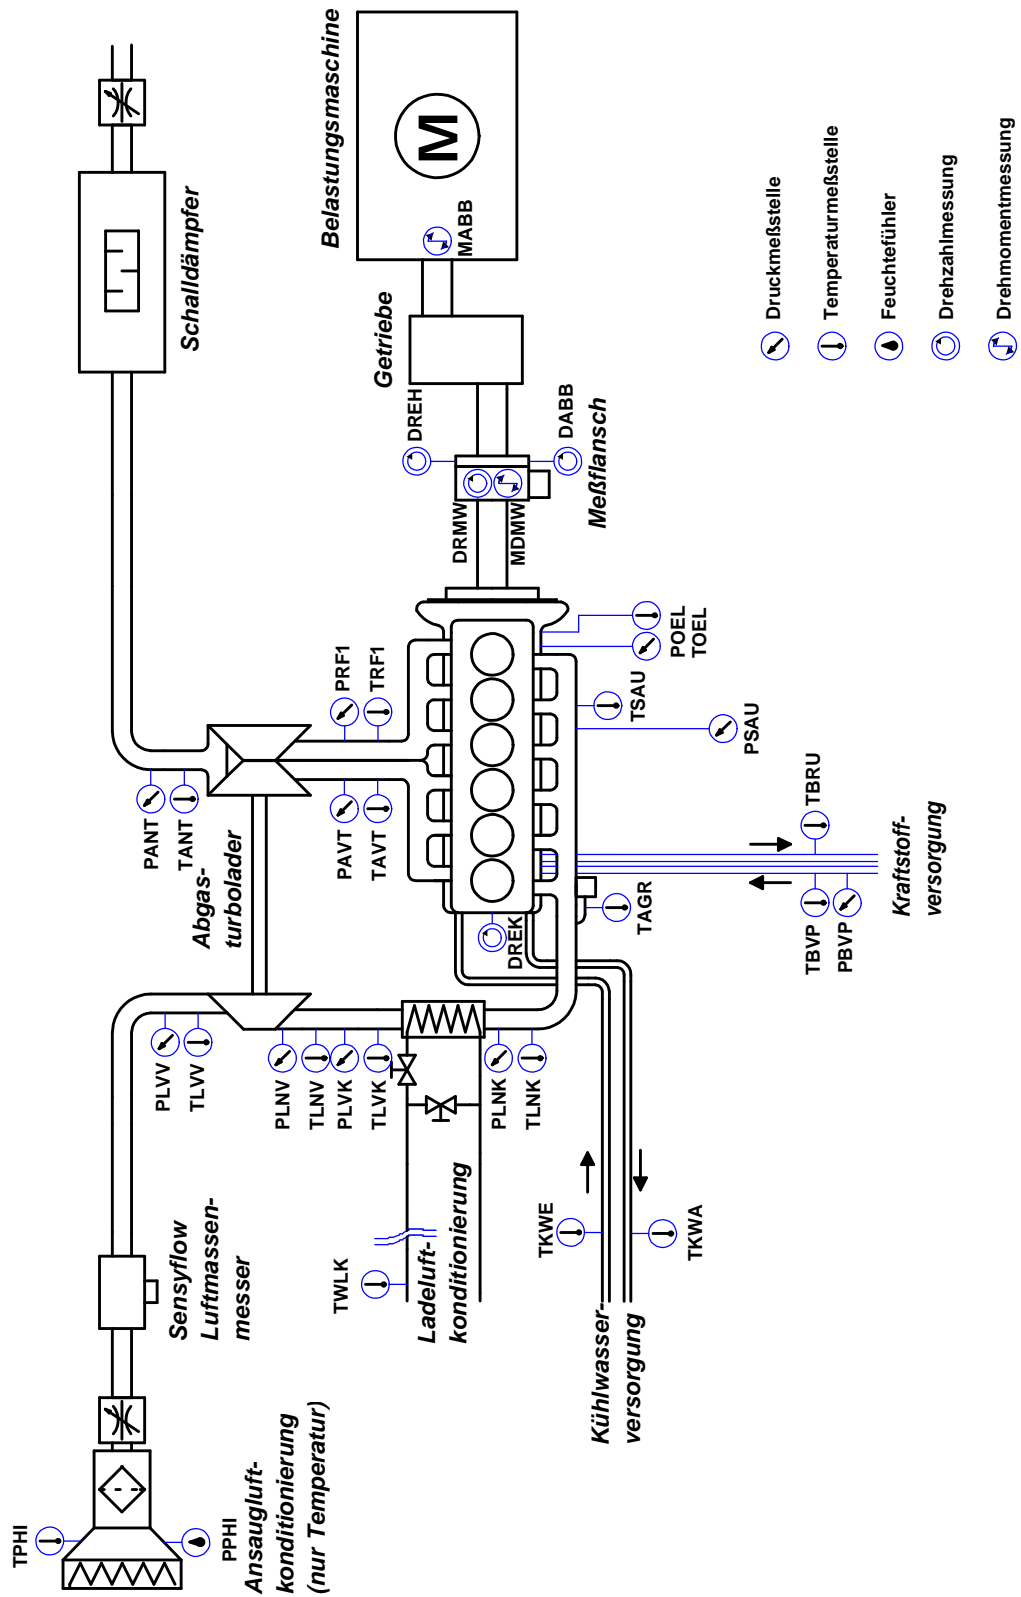 TPHI
PPHI
Ansaugluft-
konditionierung
(nur Temperatur)
Sensyflow
Luftmassen-
messer
PLVV
TLVV
Abgas-
turbolader
PANT
TANT
Schalldämpfer
PLNV
TLNV
PLVK
TLVK
TWLK
Ladeluft-
konditionierung
PLNK
TLNK
PAVT
TAVT
PRF1
TRF1
DREK
TKWE
TKWA
Kühlwasser-
versorgung
TAGR
TBVP
PBVP
TBRU
Kraftstoff-
versorgung
TSAU
PSAU
POEL
TOEL
DRMW
MDMW
DREH
DABB
Meßflansch
Getriebe
Belastungsmaschine
M
MABB
Druckmeßstelle
Temperaturmeßstelle
Feuchtefühler
Drehzahlmessung
Drehmomentmessung